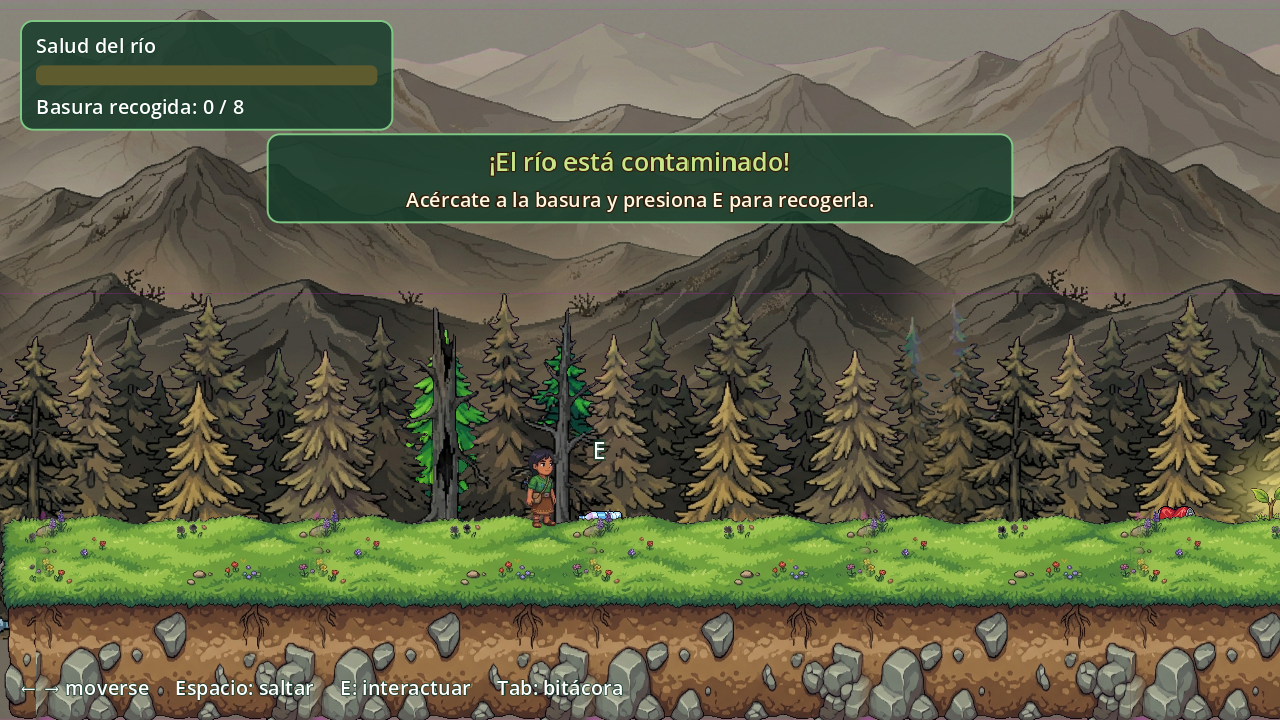 Salud del río
Basura recogida: 0 / 8
¡El río está contaminado!
Acércate a la basura y presiona E para recogerla.
E
← → moverse Espacio: saltar E: interactuar Tab: bitácora